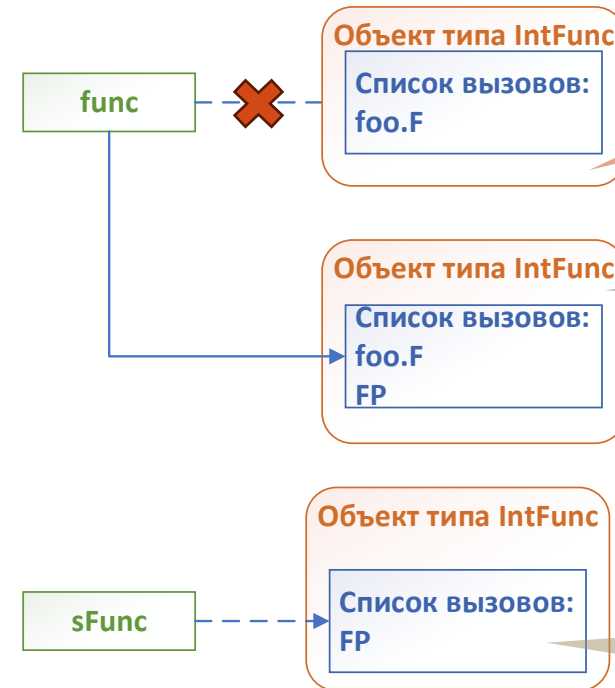 Объект типа IntFunc
func
Список вызовов:
foo.F
Объект типа IntFunc
Список вызовов:
foo.F
FP
Объект типа IntFunc
sFunc
Список вызовов:
FP